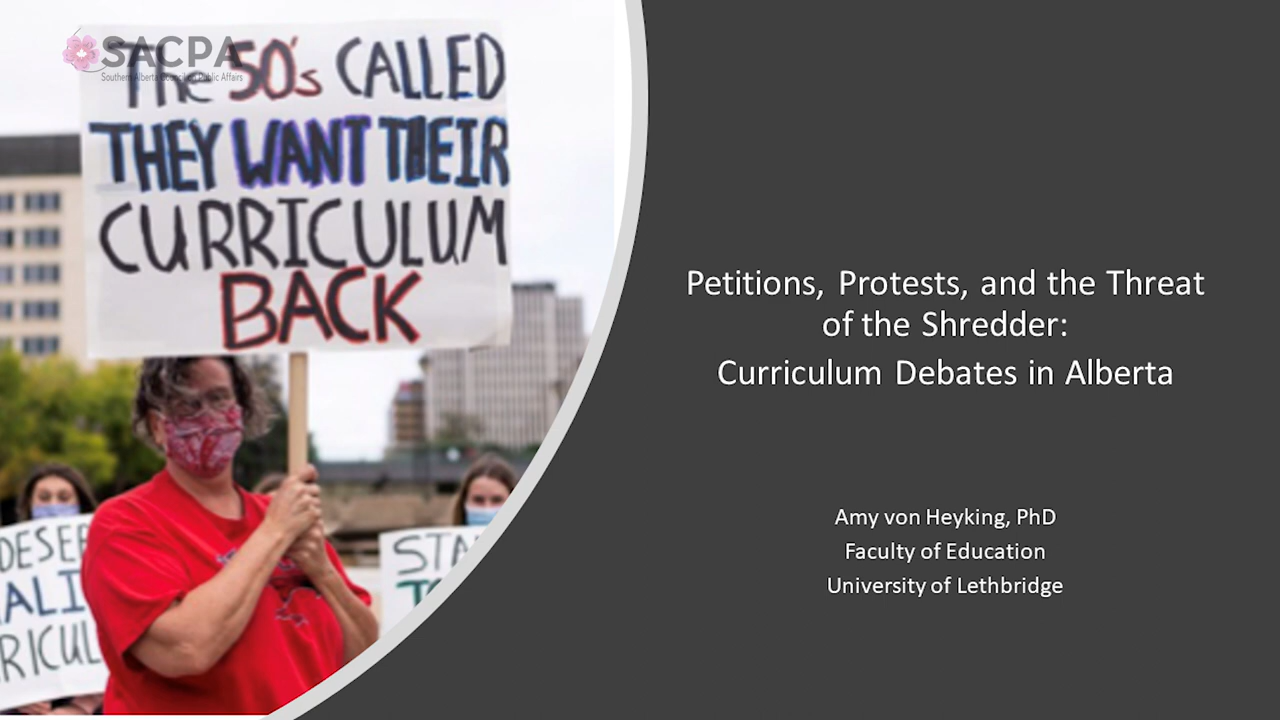 SACPA
Southern Alberta Council on Public Affairs
The 50's CALLED
THEY WANT THEIR
CURRICULUM
BACK
Petitions, Protests, and the Threat
of the Shredder:
Curriculum Debates in Alberta
Amy von Heyking, PhD
Faculty of Education
University of Lethbridge